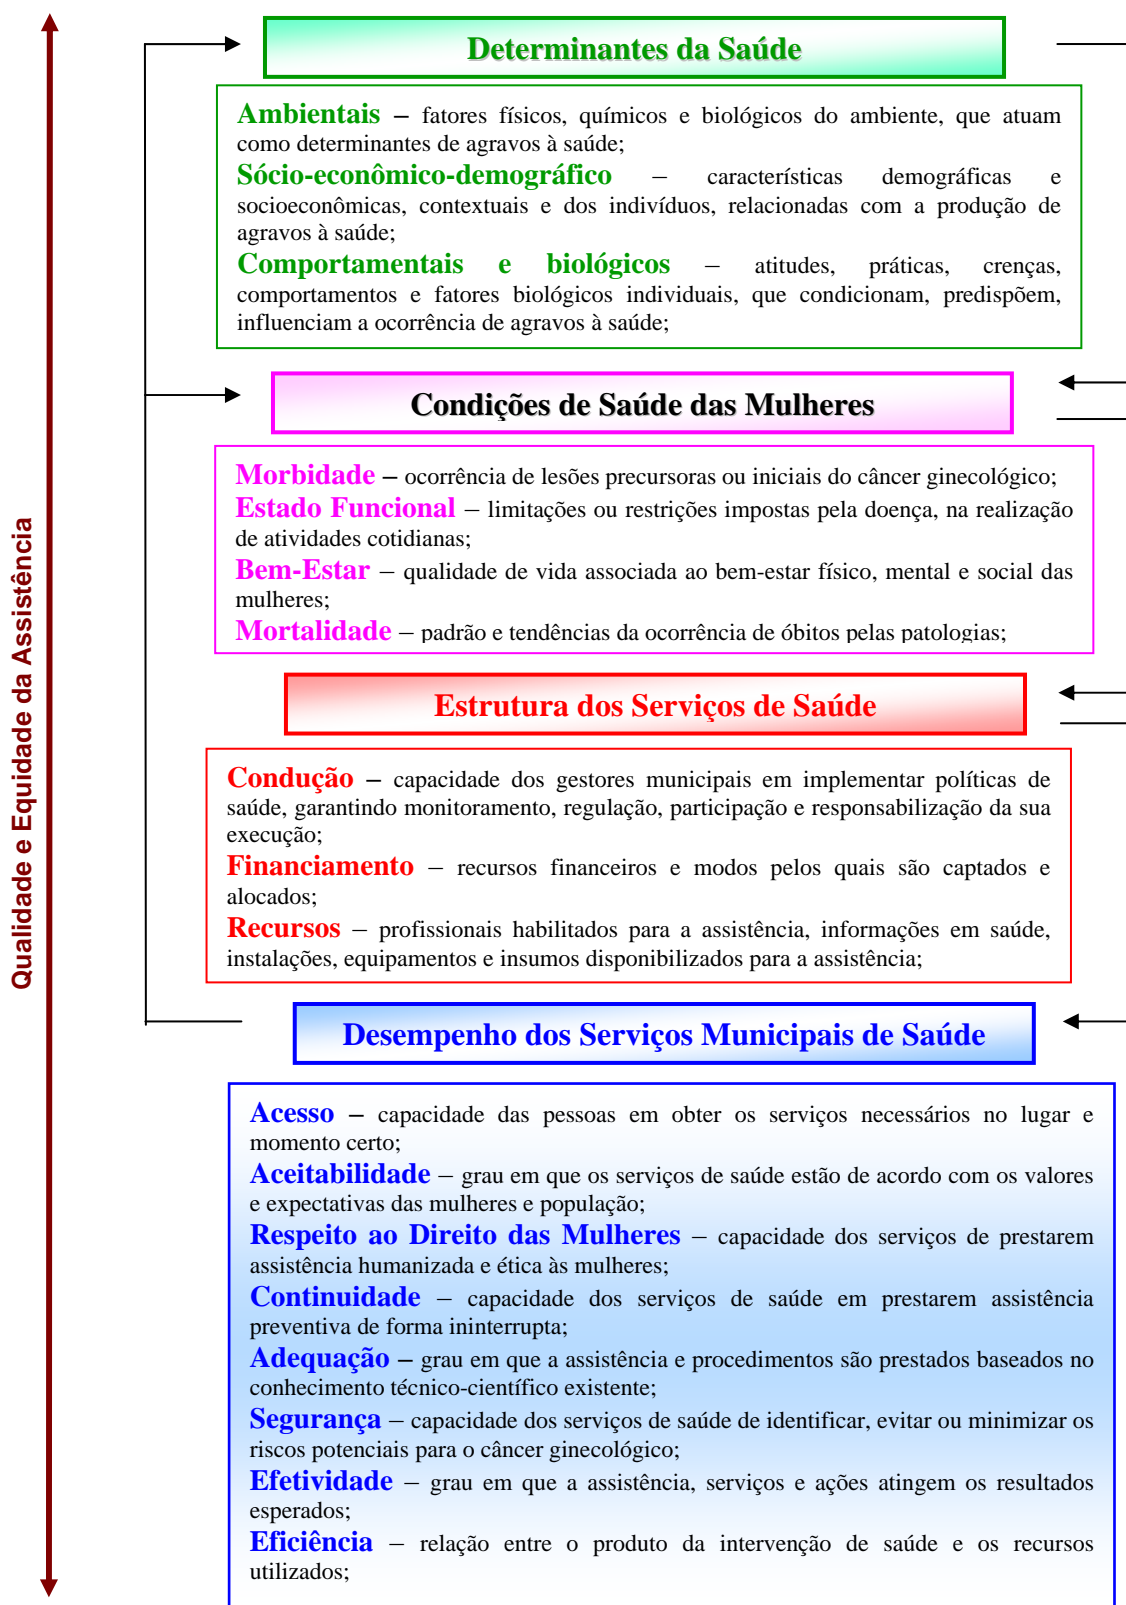 Qualidade e Equidade da Assistência
Determinantes da Saúde
Ambientais – fatores físicos, químicos e biológicos do ambiente, que atuam
como determinantes de agravos à saúde;
Sócio-econômico-demográfico – características demográficas e
socioeconômicas, contextuais e dos indivíduos, relacionadas com a produção de
agravos à saúde;
Comportamentais e biológicos – atitudes, práticas, crenças,
comportamentos e fatores biológicos individuais, que condicionam, predispõem,
influenciam a ocorrência de agravos à saúde;
Condições de Saúde das Mulheres
Morbidade – ocorrência de lesões precursoras ou iniciais do câncer ginecológico;
Estado Funcional – limitações ou restrições impostas pela doença, na realização
de atividades cotidianas;
Bem-Estar – qualidade de vida associada ao bem-estar físico, mental e social das
mulheres;
Mortalidade – padrão e tendências da ocorrência de óbitos pelas patologias;
Estrutura dos Serviços de Saúde
Condução – capacidade dos gestores municipais em implementar políticas de
saúde, garantindo monitoramento, regulação, participação e responsabilização da sua
execução;
Financiamento – recursos financeiros e modos pelos quais são captados e
alocados;
Recursos – profissionais habilitados para a assistência, informações em saúde,
instalações, equipamentos e insumos disponibilizados para a assistência;
Desempenho dos Serviços Municipais de Saúde
Acesso – capacidade das pessoas em obter os serviços necessários no lugar e
momento certo;
Aceitabilidade – grau em que os serviços de saúde estão de acordo com os valores
e expectativas das mulheres e população;
Respeito ao Direito das Mulheres – capacidade dos serviços de prestarem
assistência humanizada e ética às mulheres;
Continuidade – capacidade dos serviços de saúde em prestarem assistência
preventiva de forma ininterrupta;
Adequação – grau em que a assistência e procedimentos são prestados baseados no
conhecimento técnico-científico existente;
Segurança – capacidade dos serviços de saúde de identificar, evitar ou minimizar os
riscos potenciais para o câncer ginecológico;
Efetividade – grau em que a assistência, serviços e ações atingem os resultados
esperados;
Eficiência – relação entre o produto da intervenção de saúde e os recursos
utilizados;